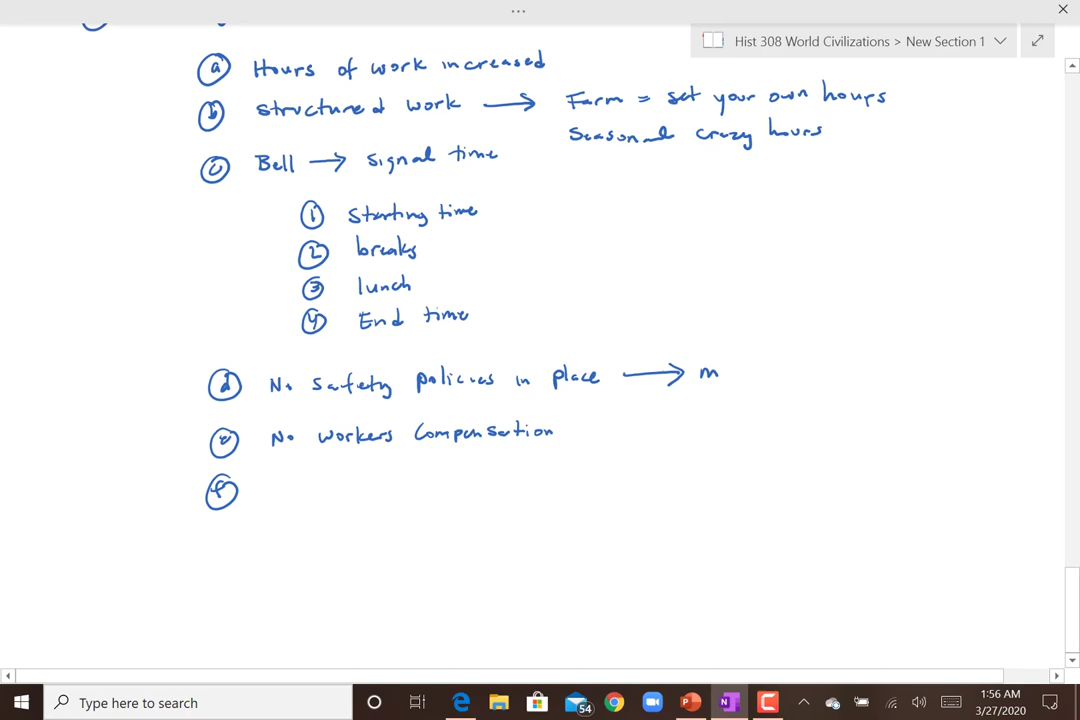 Hist 308 World Civilizations > New Section 1
a Hours of work increased
b structured work → Farm = set your own hours
Seasonal crazy hours
c Bell → signal time
1 Starting time
2 breaks
3 lunch
4 End time
d No safety policies in place → m
e No workers compensation
f
Type here to search
54
1:56 AM
3/27/2020